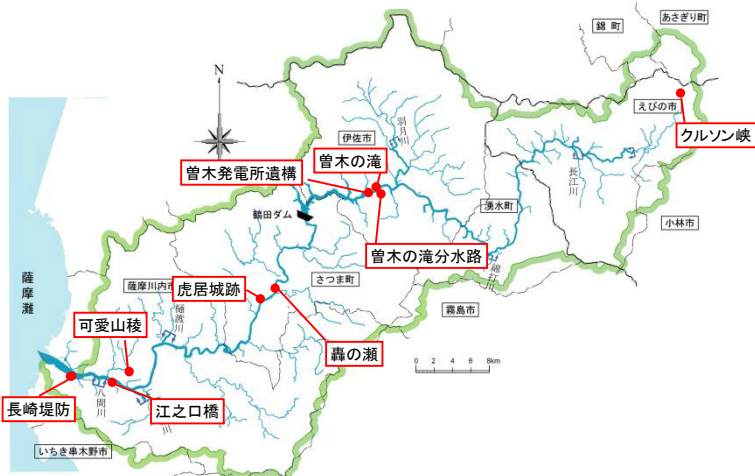 錦町
あさぎり町
えびの市
クルソン峡
N
伊佐市
羽月川
曽木の滝
曽木発電所遺構
長江川
鶴田ダム
湧水町
小林市
曽木の滝分水路
綿打川
さつま町
薩摩灘
薩摩川内市
虎居城跡
樋渡川
霧島市
可愛山稜
轟の瀬
0 2 4 6 8km
長崎堤防
八間川
川
江之口橋
いちき串木野市